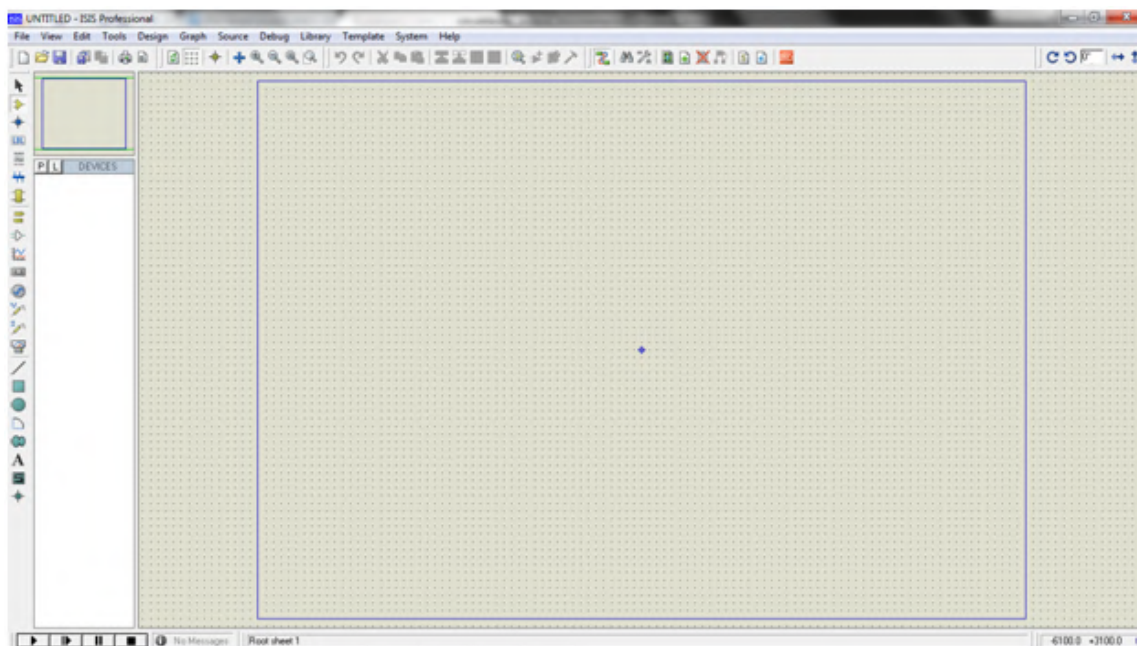 ISIS UNTITLED - ISIS Professional
File View Edit Tools Design Graph Source Debug Library Template System Help
P L DEVICES
A
No Messages Root sheet 1 -6100.0 +3100.0